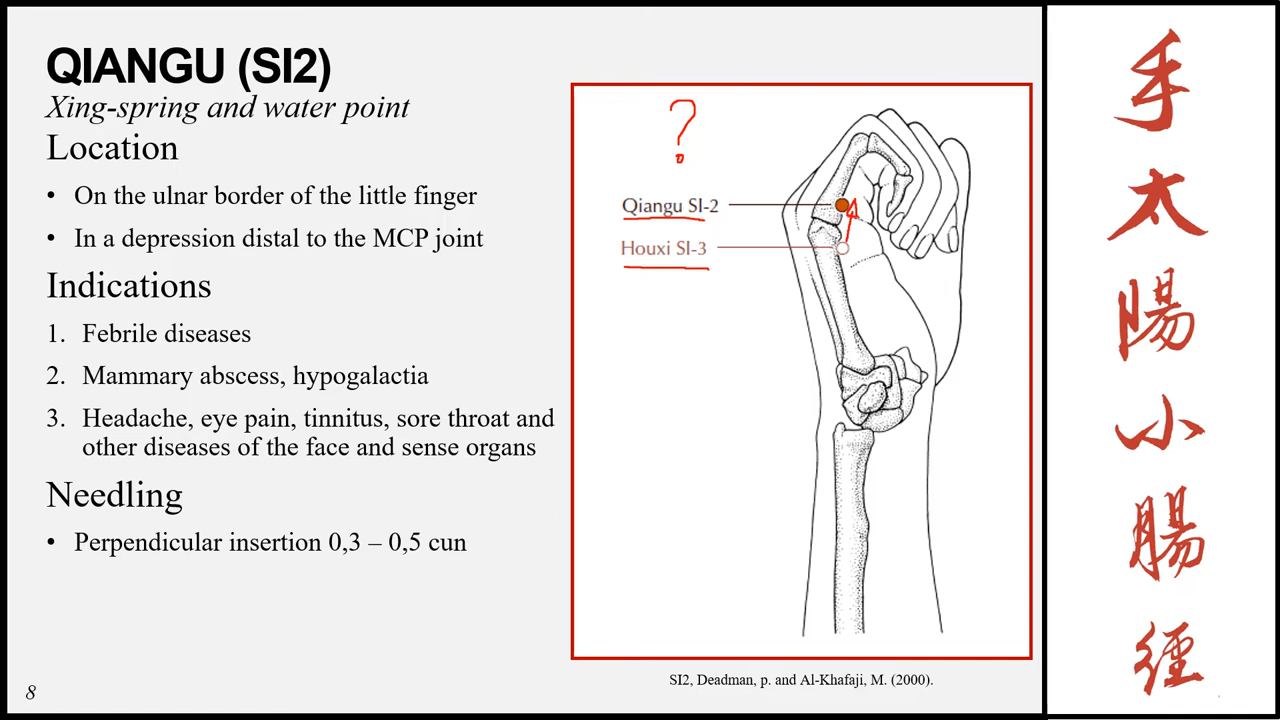 QIANGU (SI2)
Xing-spring and water point
Location
• On the ulnar border of the little finger
• In a depression distal to the MCP joint
Indications
1. Febrile diseases
2. Mammary abscess, hypogalactia
3. Headache, eye pain, tinnitus, sore throat and
other diseases of the face and sense organs
Needling
• Perpendicular insertion 0,3 – 0,5 cun
8
?
Qiangu SI-2
Houxi SI-3
SI2, Deadman, p. and Al-Khafaji, M. (2000).
手
太
陽
小
腸
經